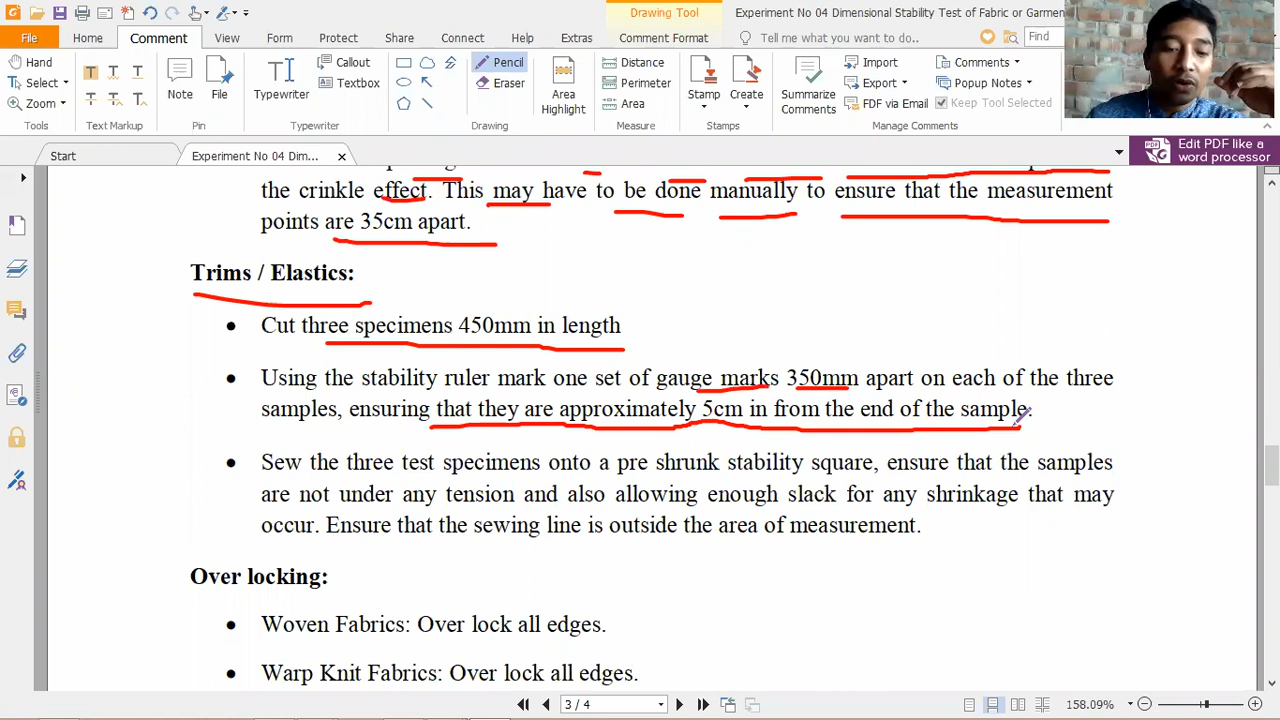 Drawing Tool
Experiment No 04 Dimensional Stability Test of Fabric or Garmen
File
Home
Comment
View
Form
Protect
Share
Connect
Help
Extras
Comment Format
Tell me what you want to do...
Find
Hand
Select
Zoom
Tools
T T T
Text Markup
Note
File
Pin
Typewriter
Callout
Textbox
Typewriter
Pencil
Eraser
Drawing
Area
Highlight
Distance
Perimeter
Area
Measure
Stamp
Create
Stamps
Summarize
Comments
Import
Export
FDF via Email
Comments
Popup Notes
Keep Tool Selected
Manage Comments
Start
Experiment No 04 Dim...
Edit PDF like a
word processor
the crinkle effect. This may have to be done manually to ensure that the measurement
points are 35cm apart.
Trims / Elastics:
• Cut three specimens 450mm in length
• Using the stability ruler mark one set of gauge marks 350mm apart on each of the three
samples, ensuring that they are approximately 5cm in from the end of the sample.
• Sew the three test specimens onto a pre shrunk stability square, ensure that the samples
are not under any tension and also allowing enough slack for any shrinkage that may
occur. Ensure that the sewing line is outside the area of measurement.
Over locking:
• Woven Fabrics: Over lock all edges.
• Warp Knit Fabrics: Over lock all edges.
3 / 4
158.09%